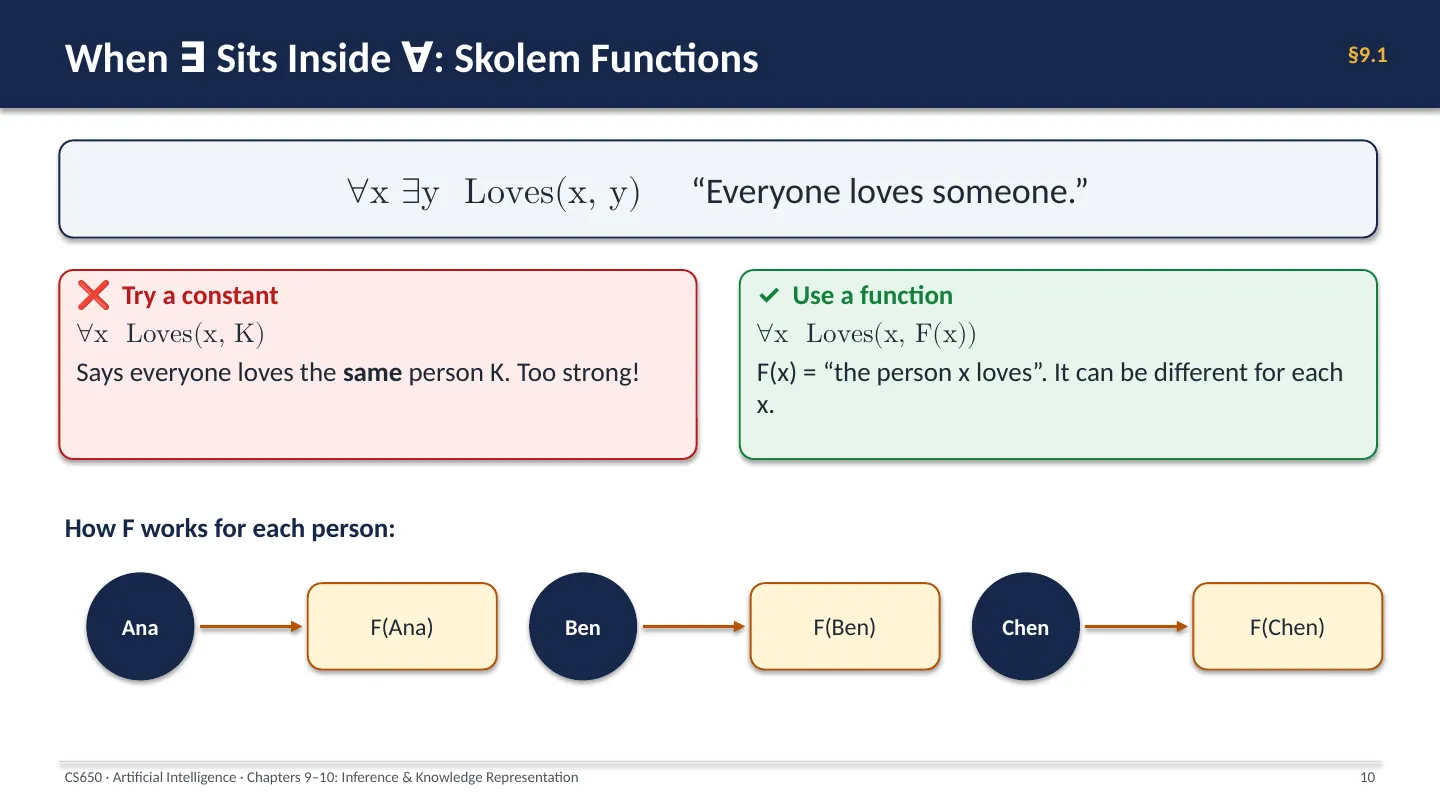 When ∃ Sits Inside ∀: Skolem Functions
§9.1
∀x ∃y Loves(x, y) “Everyone loves someone.”
❌ Try a constant
∀x Loves(x, K)
Says everyone loves the same person K. Too strong!
✓ Use a function
∀x Loves(x, F(x))
F(x) = “the person x loves”. It can be different for each
x.
How F works for each person:
Ana
F(Ana)
Ben
F(Ben)
Chen
F(Chen)
CS650 · Artificial Intelligence · Chapters 9–10: Inference & Knowledge Representation
10